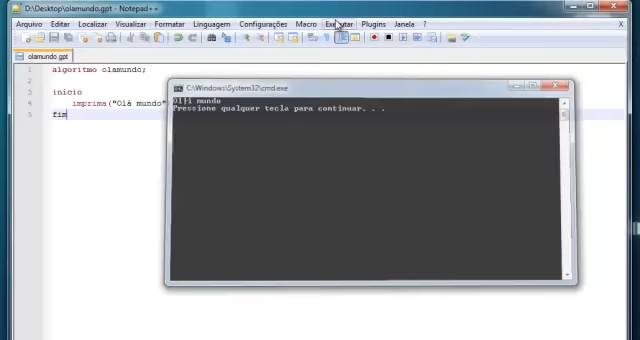 D:\Desktop\olamundo.gpt - Notepad++
Arquivo Editar Localizar Visualizar Formatar Linguagem Configurações Macro Executar Plugins Janela ? X
olamundo.gpt
1 algoritmo olamundo;
2
3 início
4 imprima("Olá mundo"
5 fim
C:\Windows\System32\cmd.exe
mundo
Pressione qualquer tecla para continuar. . .